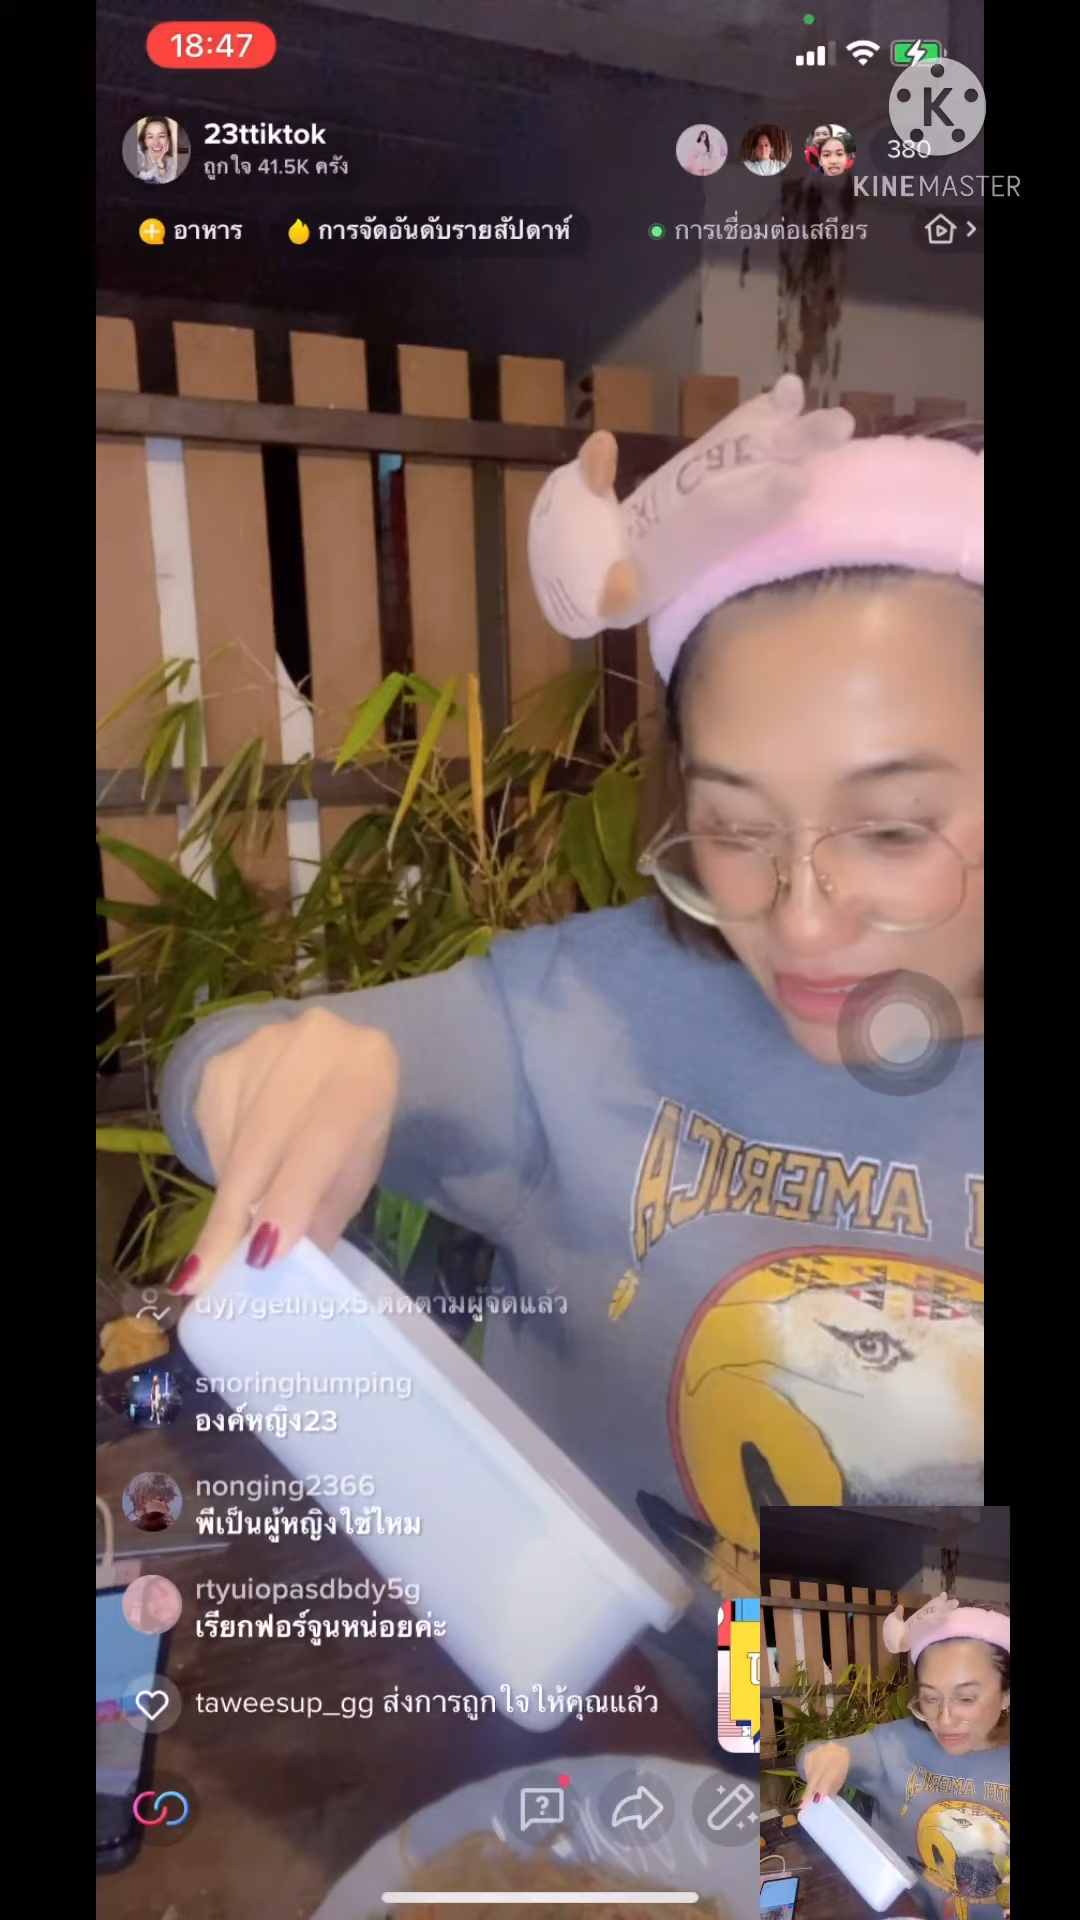 18:47
23ttiktok
ถูกใจ 41.5K ครั้ง
380
K
KINEMASTER
อาหาร
การจัดอันดับรายสัปดาห์
การเชื่อมต่อเสถียร
AMERICA
ติดตามผู้จัดแล้ว
snoringhumping
องค์หญิง23
nonging2366
พี่เป็นผู้หญิงใช้ไหม
rtyuiopasdbdy5g
เรียกฟอร์จูนหน่อยค่ะ
taweesup_gg ส่งการถูกใจให้คุณแล้ว